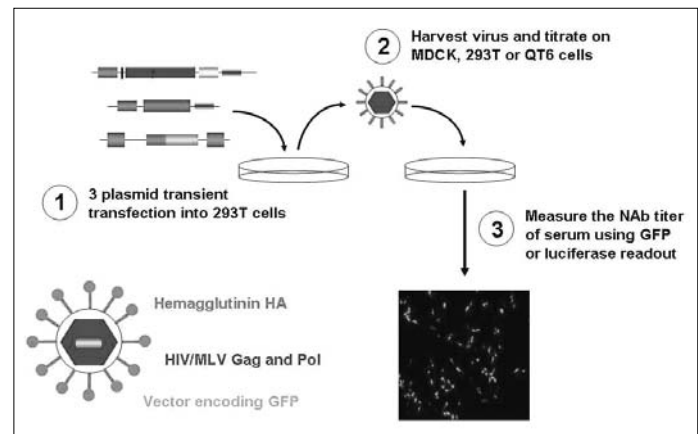 1
3 plasmid transient
transfection into 293T cells
2
Harvest virus and titrate on
MDCK, 293T or QT6 cells
3
Measure the NAb titer
of serum using GFP
or luciferase readout
Hemagglutinin HA
HIV/MLV Gag and Pol
Vector encoding GFP